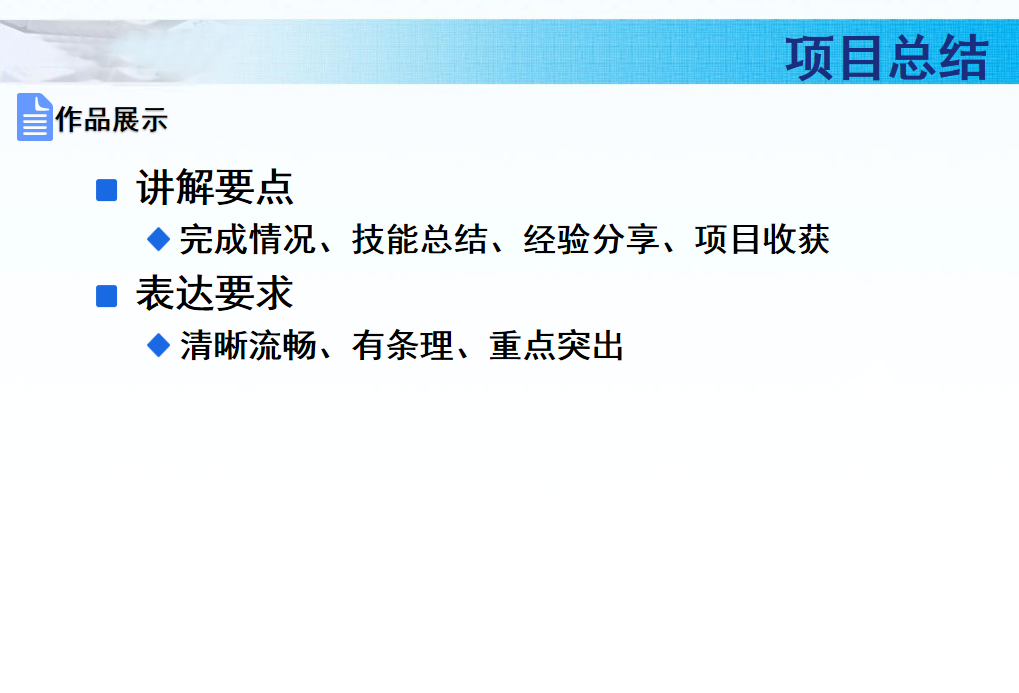 项目总结
作品展示
讲解要点
完成情况、技能总结、经验分享、项目收获
表达要求
清晰流畅、有条理、重点突出